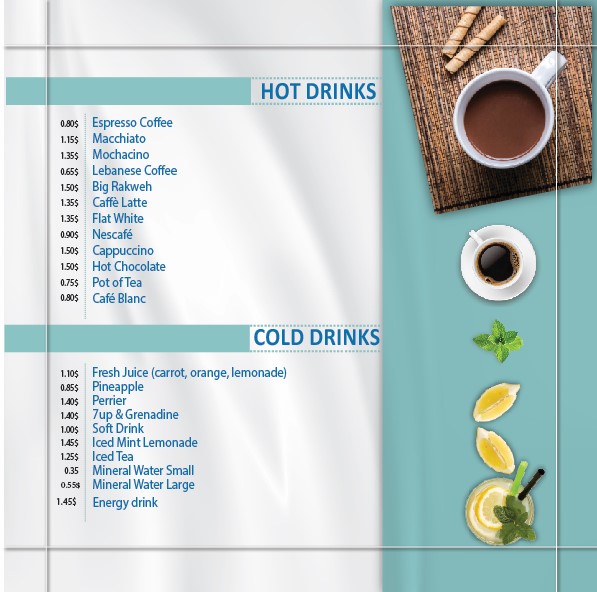 HOT DRINKS
0.80$ Espresso Coffee
1.15$ Macchiato
1.35$ Mochacino
0.65$ Lebanese Coffee
1.50$ Big Rakweh
1.35$ Caffè Latte
1.35$ Flat White
0.90$ Nescafé
1.50$ Cappuccino
1.50$ Hot Chocolate
0.75$ Pot of Tea
0.80$ Café Blanc
COLD DRINKS
1.10$ Fresh Juice (carrot, orange, lemonade)
0.85$ Pineapple
1.40$ Perrier
1.40$ 7up & Grenadine
1.00$ Soft Drink
1.45$ Iced Mint Lemonade
1.25$ Iced Tea
0.35 Mineral Water Small
0.55$ Mineral Water Large
1.45$ Energy drink